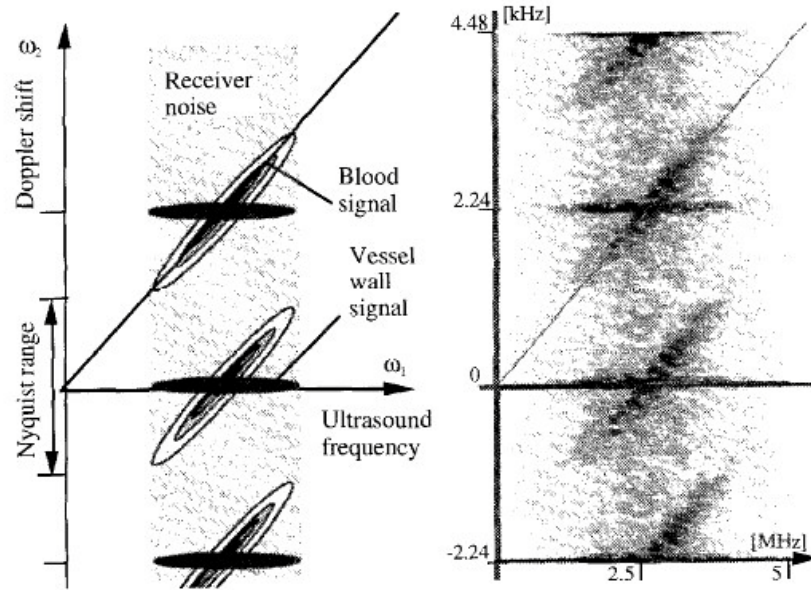 ω₂
Doppler shift
Nyquist range
Receiver
noise
Blood
signal
Vessel
wall
signal
ω₁
Ultrasound
frequency
[kHz]
4.48
2.24
0
-2.24
[MHz]
2.5
5